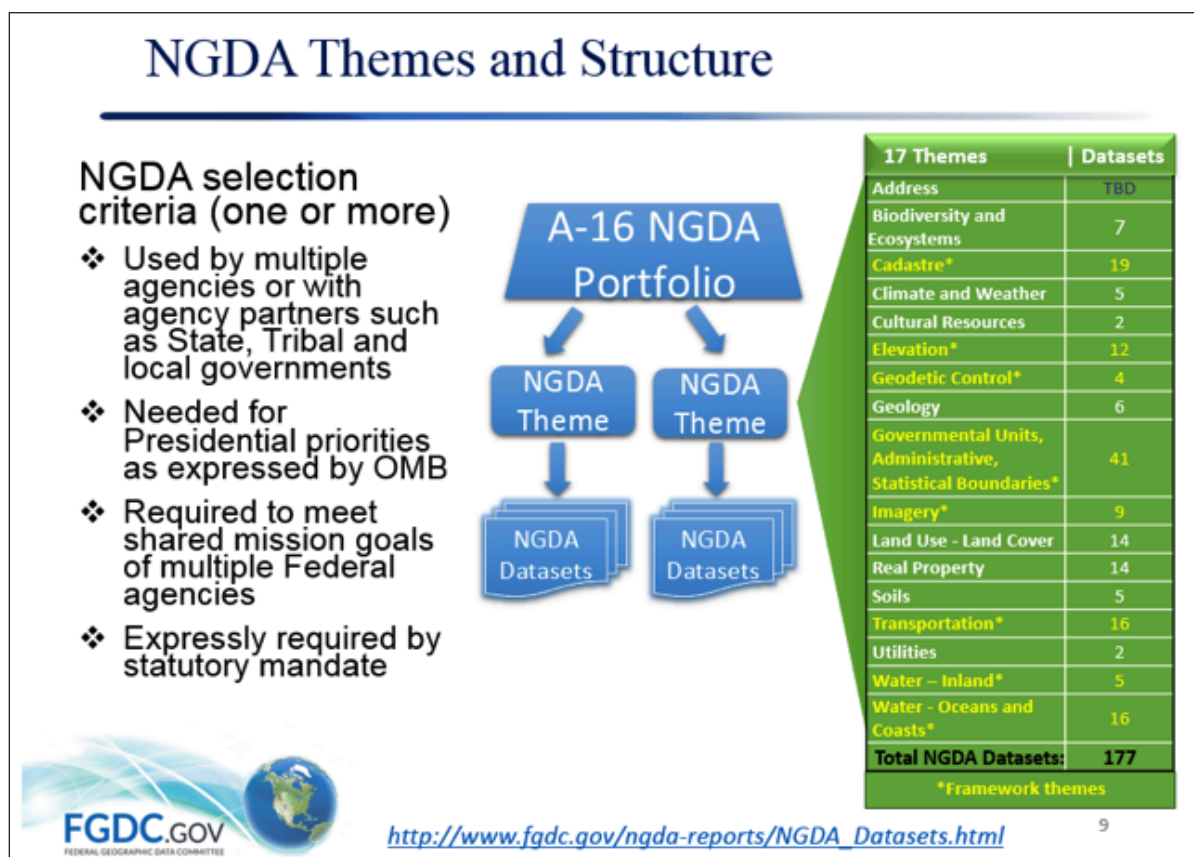 NGDA Themes and Structure
NGDA selection
criteria (one or more)
❖ Used by multiple
agencies or with
agency partners such
as State, Tribal and
local governments
❖ Needed for
Presidential priorities
as expressed by OMB
❖ Required to meet
shared mission goals
of multiple Federal
agencies
❖ Expressly required by
statutory mandate
A-16 NGDA
Portfolio
NGDA
Theme
NGDA
Theme
NGDA
Datasets
NGDA
Datasets
17 Themes | Datasets
Address TBD
Biodiversity and
Ecosystems 7
Cadastre* 19
Climate and Weather 5
Cultural Resources 2
Elevation* 12
Geodetic Control* 4
Geology 6
Governmental Units,
Administrative,
Statistical Boundaries* 41
Imagery* 9
Land Use - Land Cover 14
Real Property 14
Soils 5
Transportation* 16
Utilities 2
Water – Inland* 5
Water - Oceans and
Coasts* 16
Total NGDA Datasets: 177
*Framework themes
FGDC.GOV
FEDERAL GEOGRAPHIC DATA COMMITTEE
http://www.fgdc.gov/ngda-reports/NGDA_Datasets.html
9